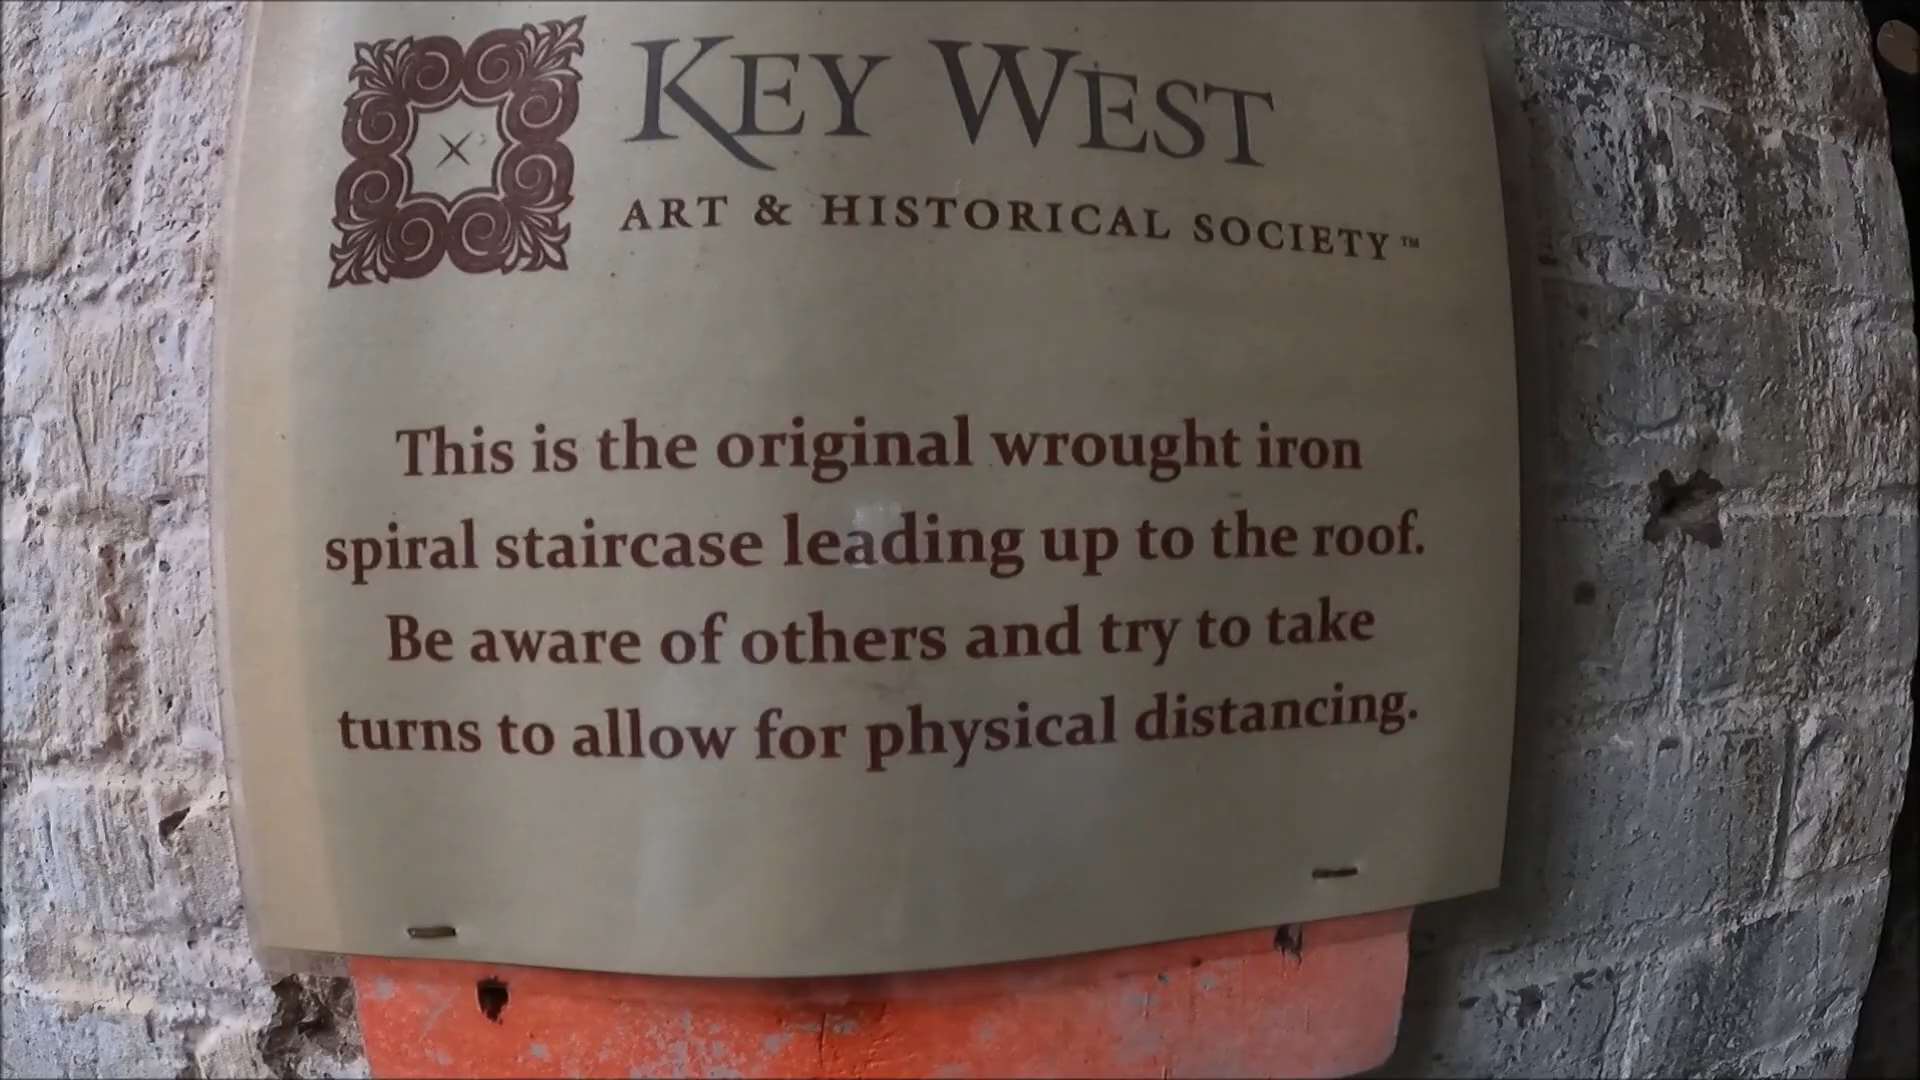 KEY WEST
ART & HISTORICAL SOCIETY™
This is the original wrought iron
spiral staircase leading up to the roof.
Be aware of others and try to take
turns to allow for physical distancing.